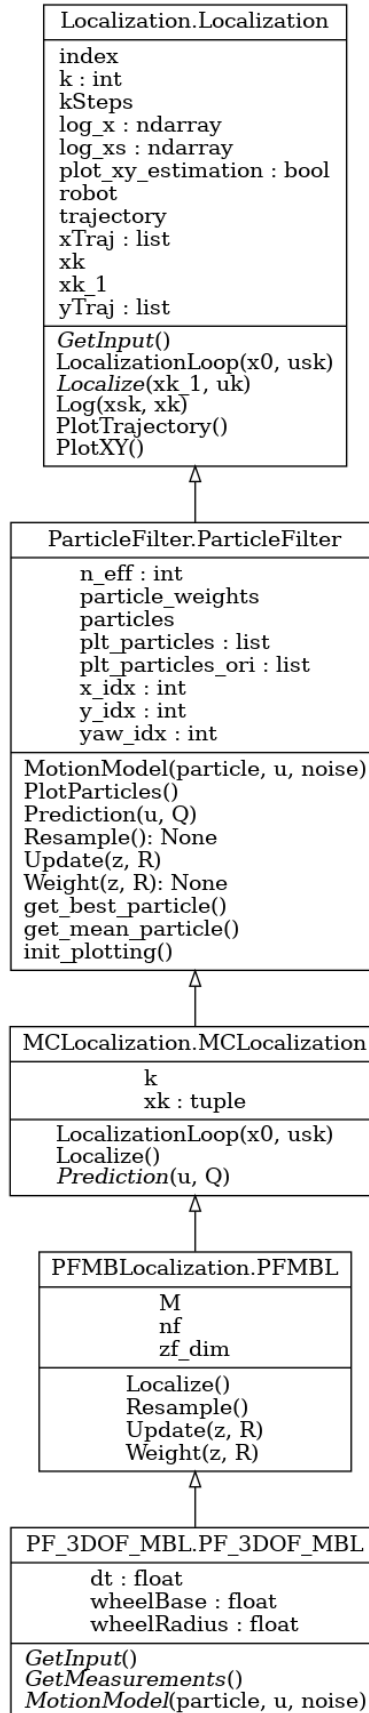 Localization.Localization
index
k : int
kSteps
log_x : ndarray
log_xs : ndarray
plot_xy_estimation : bool
robot
trajectory
xTraj : list
xk
xk_1
yTraj : list
GetInput()
LocalizationLoop(x0, usk)
Localize(xk_1, uk)
Log(xsk, xk)
PlotTrajectory()
PlotXY()
ParticleFilter.ParticleFilter
n_eff : int
particle_weights
particles
plt_particles : list
plt_particles_ori : list
x_idx : int
y_idx : int
yaw_idx : int
MotionModel(particle, u, noise)
PlotParticles()
Prediction(u, Q)
Resample(): None
Update(z, R)
Weight(z, R): None
get_best_particle()
get_mean_particle()
init_plotting()
MCLocalization.MCLocalization
k
xk : tuple
LocalizationLoop(x0, usk)
Localize()
Prediction(u, Q)
PFMBLocalization.PFMBL
M
nf
zf_dim
Localize()
Resample()
Update(z, R)
Weight(z, R)
PF_3DOF_MBL.PF_3DOF_MBL
dt : float
wheelBase : float
wheelRadius : float
GetInput()
GetMeasurements()
MotionModel(particle, u, noise)